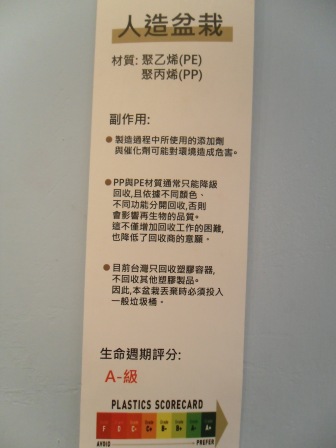 人造盆栽
材質: 聚乙烯(PE)
聚丙烯(PP)
副作用:
● 製造過程中所使用的添加劑
與催化劑可能對環境造成危害。
● PP與PE材質通常只能降級
回收,且依據不同顏色、
不同功能分開回收,否則
會影響再生物的品質。
這不僅增加回收工作的困難,
也降低了回收商的意願。
● 目前台灣只回收塑膠容器,
不回收其他塑膠製品。
因此,本盆栽丟棄時必須投入
一般垃圾桶。
生命週期評分:
A-級
PLASTICS SCORECARD
F D C- C C+ B- B B+ A- A A+
AVOID PREFER